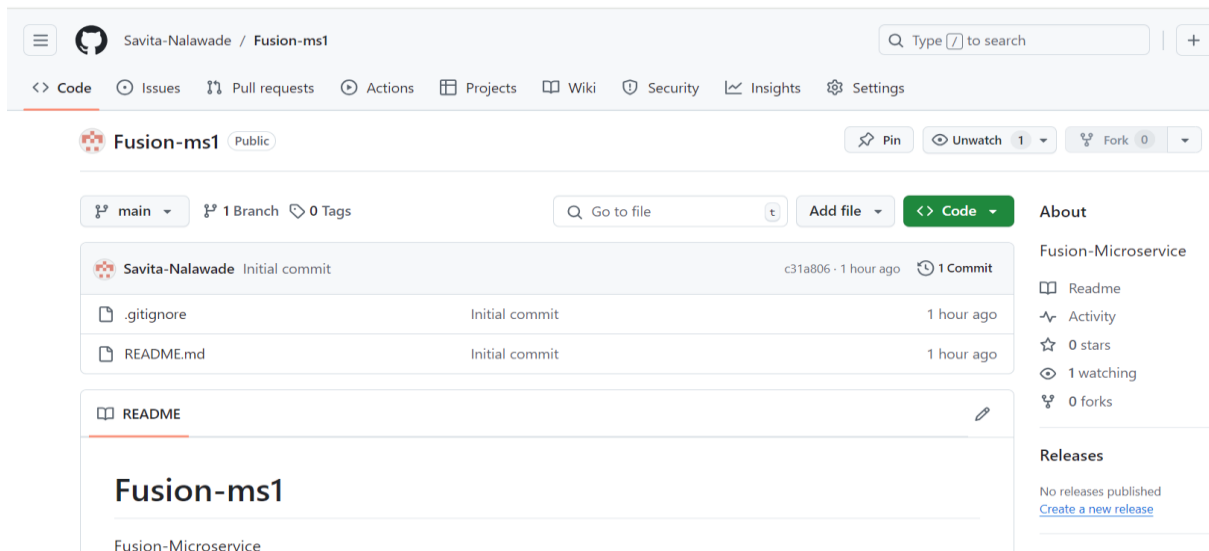 Savita-Nalawade / Fusion-ms1
Type / to search
Code Issues Pull requests Actions Projects Wiki Security Insights Settings
Fusion-ms1 Public
Pin Unwatch 1 Fork 0
main 1 Branch 0 Tags
Go to file t Add file Code
Savita-Nalawade Initial commit c31a806 · 1 hour ago 1 Commit
.gitignore Initial commit 1 hour ago
README.md Initial commit 1 hour ago
README
Fusion-ms1
Fusion-Microservice
About
Fusion-Microservice
Readme
Activity
0 stars
1 watching
0 forks
Releases
No releases published
Create a new release